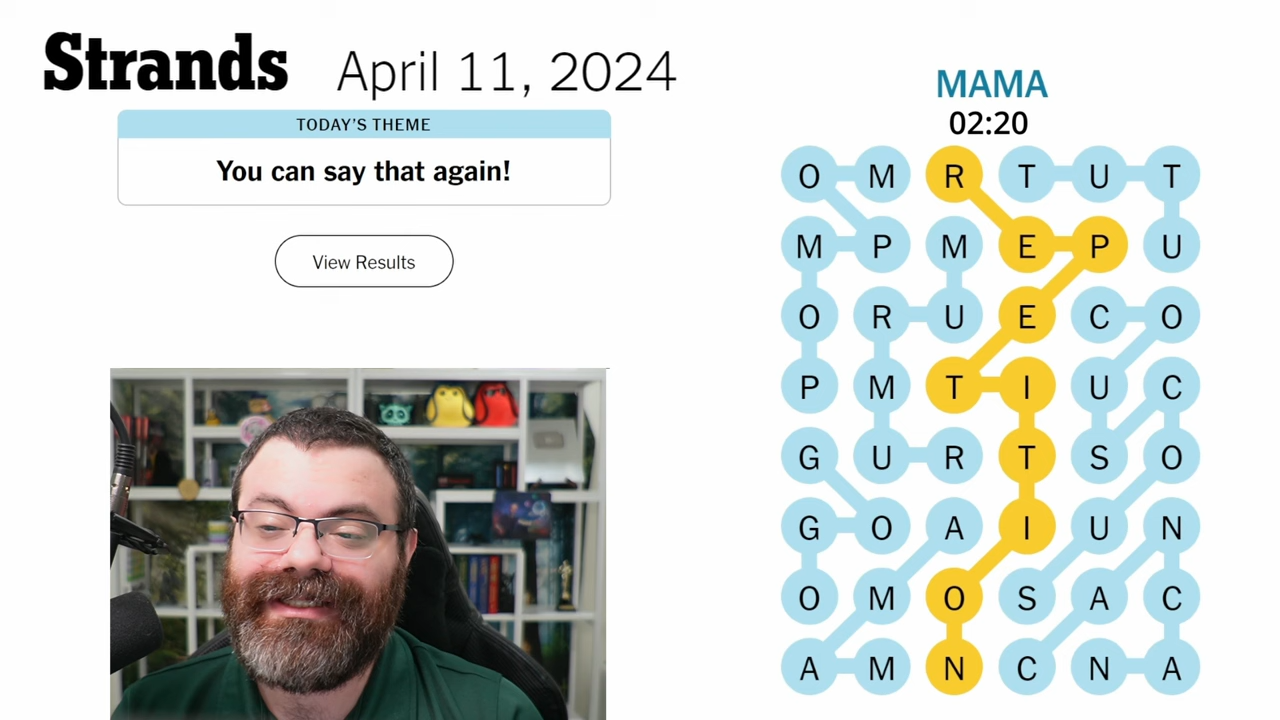 Strands April 11, 2024
TODAY'S THEME
You can say that again!
View Results
MAMA
02:20
O M R T U T
M P M E P U
O R U E C O
P M T I U C
G U R T S O
G O A I U N
O M O S A C
A M N C N A